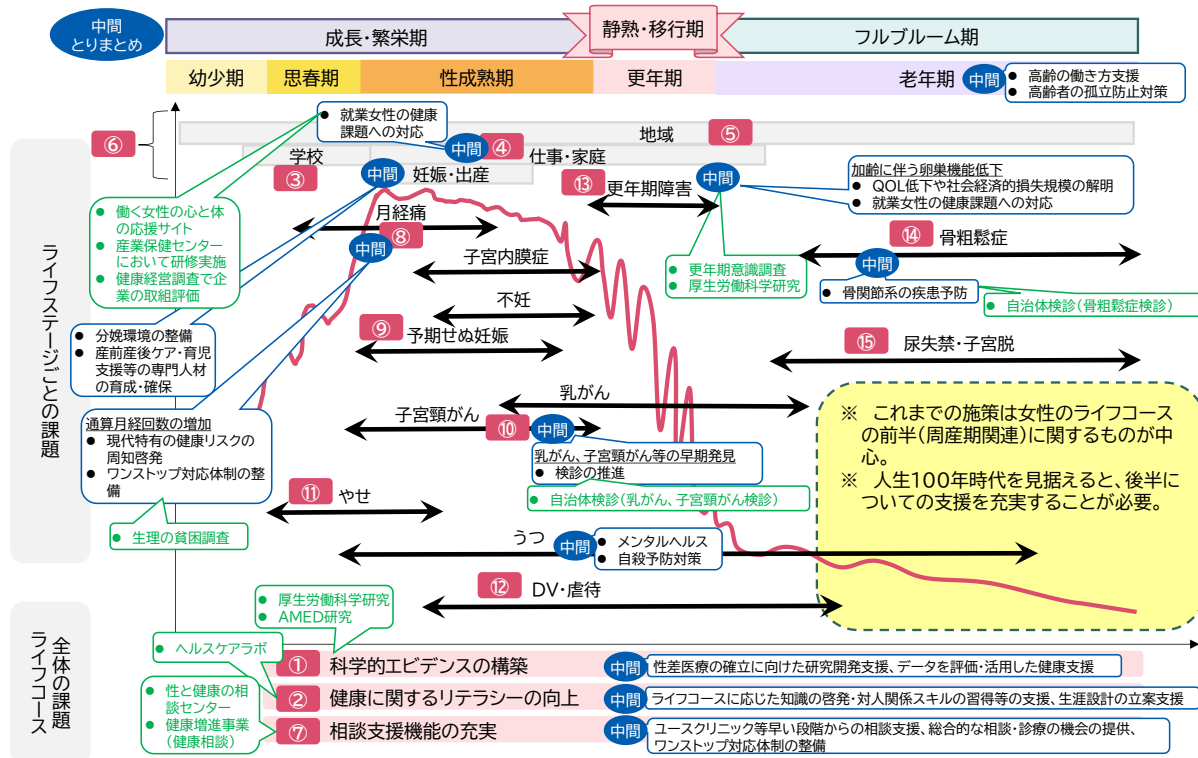 中間
とりまとめ
成長・繁栄期
静熟・移行期
フルブルーム期
幼少期
思春期
性成熟期
更年期
老年期
中間
● 高齢の働き方支援
● 高齢者の孤立防止対策
ライフステージごとの課題
⑥
● 就業女性の健康
課題への対応
地域
⑤
中間
④
仕事・家庭
学校
③
中間
妊娠・出産
⑬
更年期障害
中間
加齢に伴う卵巣機能低下
● QOL低下や社会経済的損失規模の解明
● 就業女性の健康課題への対応
● 働く女性の心と体
の応援サイト
● 産業保健センター
において研修実施
● 健康経営調査で企
業の取組評価
月経痛
⑧
中間
子宮内膜症
● 更年期意識調査
● 厚生労働科学研究
⑭
骨粗鬆症
中間
● 骨関節系の疾患予防
● 自治体検診(骨粗鬆症検診)
不妊
● 分娩環境の整備
● 産前産後ケア・育児
支援等の専門人材
の育成・確保
⑨
予期せぬ妊娠
⑮
尿失禁・子宮脱
乳がん
通算月経回数の増加
● 現代特有の健康リスクの
周知啓発
● ワンストップ対応体制の整
備
子宮頸がん
⑩
中間
乳がん、子宮頸がん等の早期発見
● 検診の推進
● 自治体検診(乳がん、子宮頸がん検診)
※ これまでの施策は女性のライフコース
の前半(周産期関連)に関するものが中
心。
※ 人生100年時代を見据えると、後半に
ついての支援を充実することが必要。
⑪
やせ
● 生理の貧困調査
うつ
中間
● メンタルヘルス
● 自殺予防対策
⑫
DV・虐待
● 厚生労働科学研究
● AMED研究
全体の課題
ライフコース
● ヘルスケアラボ
● 性と健康の相
談センター
● 健康増進事業
(健康相談)
① 科学的エビデンスの構築
中間
性差医療の確立に向けた研究開発支援、データを評価・活用した健康支援
② 健康に関するリテラシーの向上
中間
ライフコースに応じた知識の啓発・対人関係スキルの習得等の支援、生涯設計の立案支援
⑦ 相談支援機能の充実
中間
ユースクリニック等早い段階からの相談支援、総合的な相談・診療の機会の提供、
ワンストップ対応体制の整備